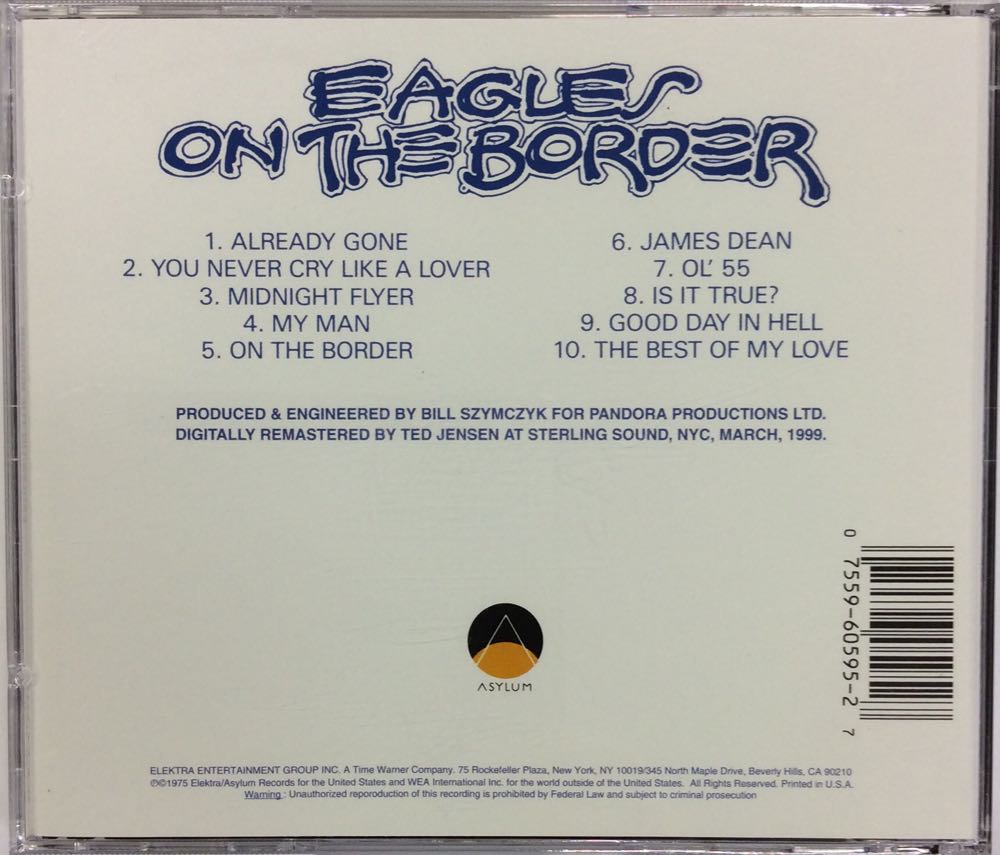 EAGLES
ON THE BORDER
1. ALREADY GONE
2. YOU NEVER CRY LIKE A LOVER
3. MIDNIGHT FLYER
4. MY MAN
5. ON THE BORDER
6. JAMES DEAN
7. OL' 55
8. IS IT TRUE?
9. GOOD DAY IN HELL
10. THE BEST OF MY LOVE
PRODUCED & ENGINEERED BY BILL SZYMCZYK FOR PANDORA PRODUCTIONS LTD.
DIGITALLY REMASTERED BY TED JENSEN AT STERLING SOUND, NYC, MARCH, 1999.
0 7559-60595-2 7
ASYLUM
ELEKTRA ENTERTAINMENT GROUP INC. A Time Warner Company. 75 Rockefeller Plaza, New York, NY 10019/345 North Maple Drive, Beverly Hills, CA 90210
℗©1975 Elektra/Asylum Records for the United States and WEA International Inc. for the world outside of the United States. All Rights Reserved. Printed in U.S.A.
Warning : Unauthorized reporoduction of this recording is prohibited by Federal Law and subject to criminal prosecution